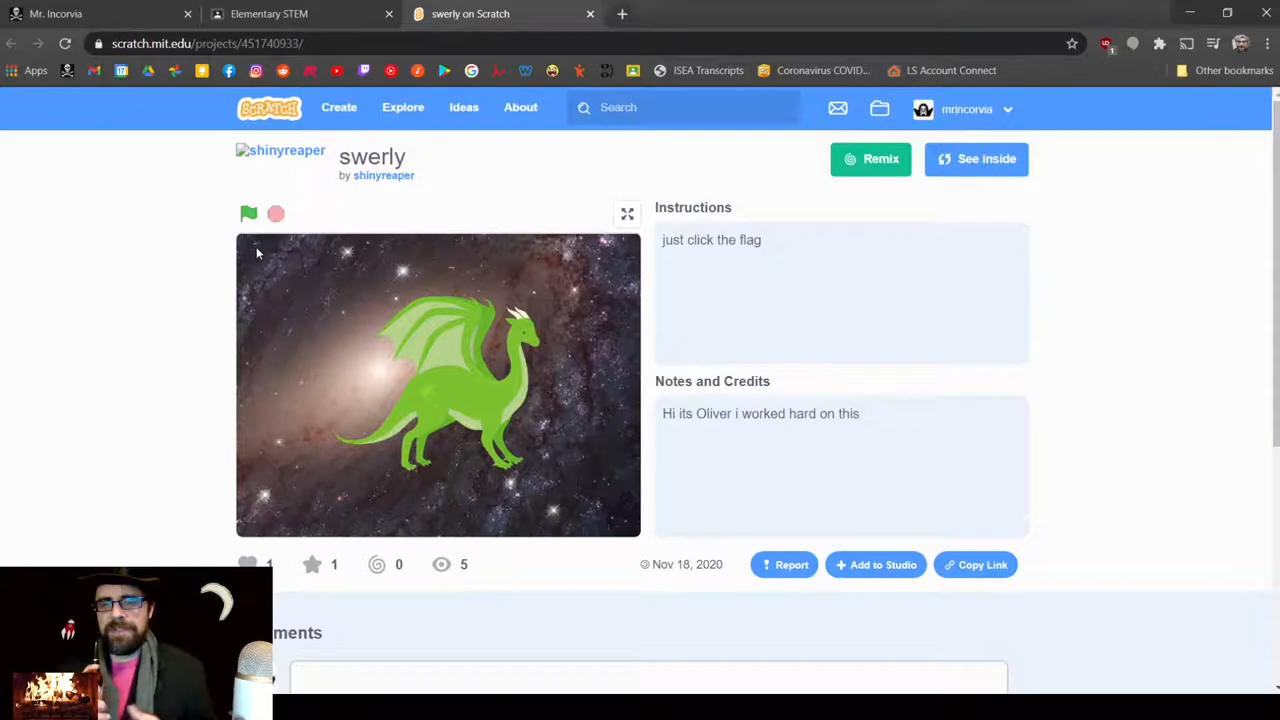 Mr. Incorvia
Elementary STEM
swerly on Scratch
scratch.mit.edu/projects/451740933/
Apps
ISEA Transcripts
Coronavirus COVID...
LS Account Connect
Other bookmarks
SCRATCH
Create
Explore
Ideas
About
Search
mrincorvia
shinyreaper
swerly
by shinyreaper
Remix
See inside
Instructions
just click the flag
Notes and Credits
Hi its Oliver i worked hard on this
1
1
0
5
© Nov 18, 2020
Report
Add to Studio
Copy Link
ments